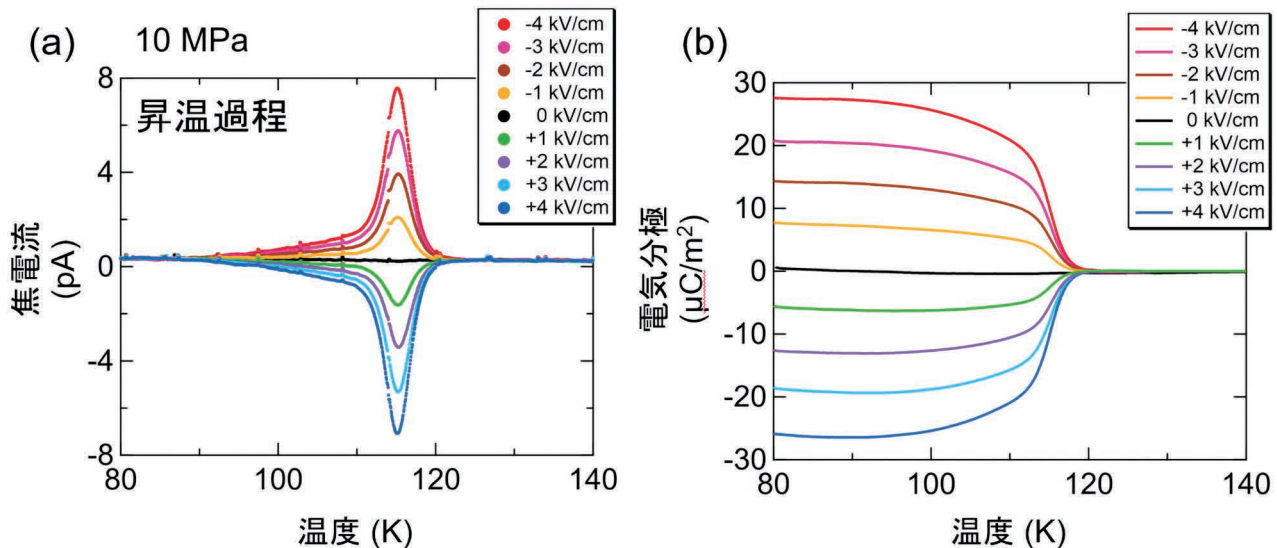 (a)
10 MPa
昇温過程
-4 kV/cm
-3 kV/cm
-2 kV/cm
-1 kV/cm
0 kV/cm
+1 kV/cm
+2 kV/cm
+3 kV/cm
+4 kV/cm
焦電流
(pA)
8
4
0
-4
-8
80
100
120
140
温度 (K)
(b)
-4 kV/cm
-3 kV/cm
-2 kV/cm
-1 kV/cm
0 kV/cm
+1 kV/cm
+2 kV/cm
+3 kV/cm
+4 kV/cm
電気分極
(μC/m²)
30
20
10
0
-10
-20
-30
80
100
120
140
温度 (K)